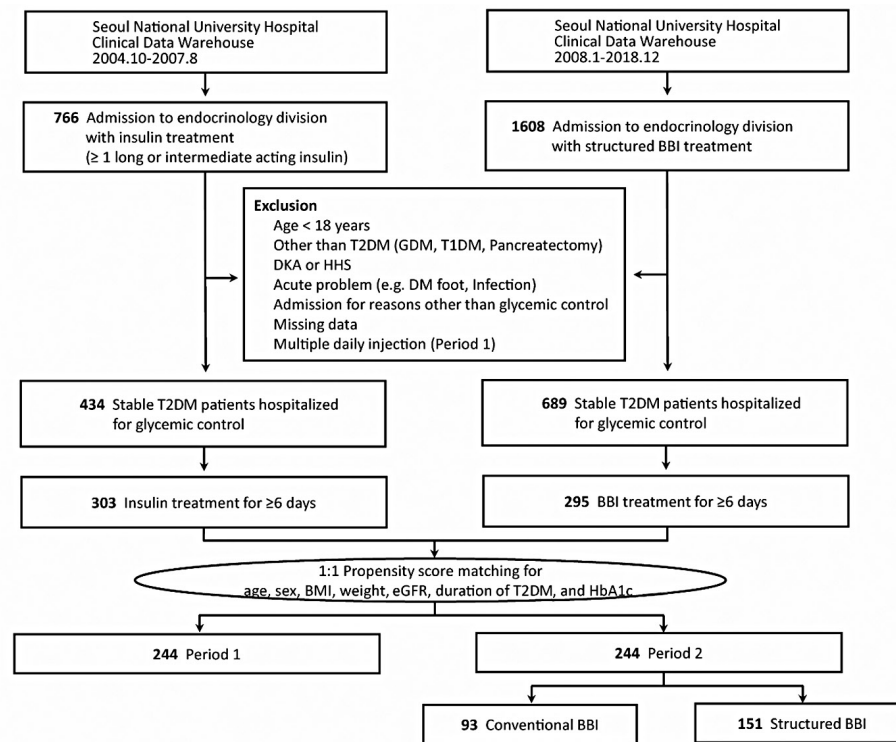 Seoul National University Hospital
Clinical Data Warehouse
2004.10-2007.8
Seoul National University Hospital
Clinical Data Warehouse
2008.1-2018.12
766 Admission to endocrinology division
with insulin treatment
(≥ 1 long or intermediate acting insulin)
1608 Admission to endocrinology division
with structured BBI treatment
Exclusion
Age < 18 years
Other than T2DM (GDM, T1DM, Pancreatectomy)
DKA or HHS
Acute problem (e.g. DM foot, Infection)
Admission for reasons other than glycemic control
Missing data
Multiple daily injection (Period 1)
434 Stable T2DM patients hospitalized
for glycemic control
689 Stable T2DM patients hospitalized
for glycemic control
303 Insulin treatment for ≥6 days
295 BBI treatment for ≥6 days
1:1 Propensity score matching for
age, sex, BMI, weight, eGFR, duration of T2DM, and HbA1c
244 Period 1
244 Period 2
93 Conventional BBI
151 Structured BBI